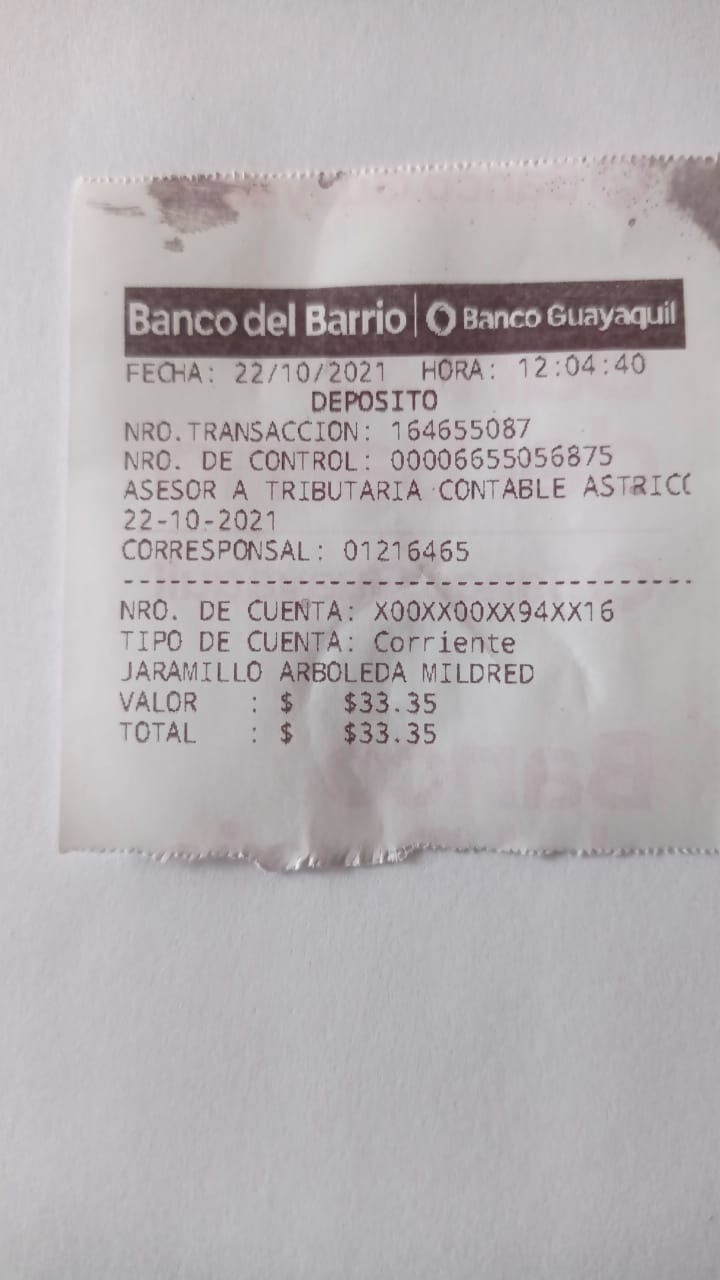 Banco del Barrio | Banco Guayaquil
FECHA: 22/10/2021 HORA: 12:04:40
DEPOSITO
NRO.TRANSACCION: 164655087
NRO. DE CONTROL: 00006655056875
ASESOR A TRIBUTARIA CONTABLE ASTRICC
22-10-2021
CORRESPONSAL: 01216465
NRO. DE CUENTA: X00XX00XX94XX16
TIPO DE CUENTA: Corriente
JARAMILLO ARBOLEDA MILDRED
VALOR : $ $33.35
TOTAL : $ $33.35